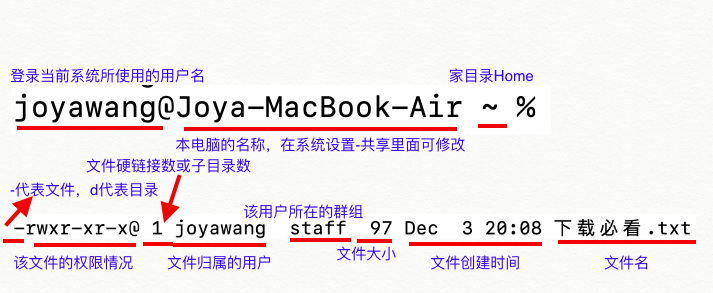 登录当前系统所使用的用户名
家目录Home
joyawang@Joya-MacBook-Air ~ %
本电脑的名称，在系统设置-共享里面可修改
文件硬链接数或子目录数
-代表文件，d代表目录
该用户所在的群组
-rwxr-xr-x@ 1 joyawang staff 97 Dec 3 20:08 下载必看.txt
该文件的权限情况
文件归属的用户
文件大小
文件创建时间
文件名